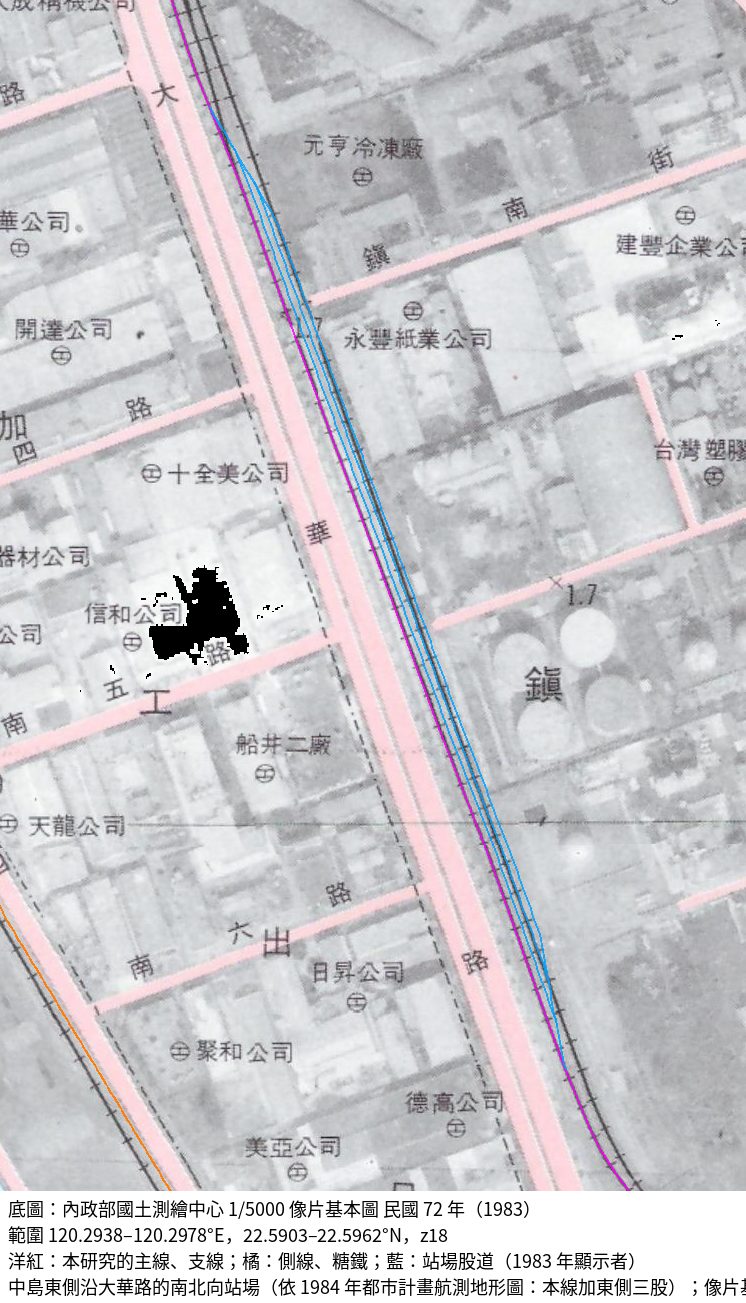 大成精機公司
路
大
元亨冷凍廠
街
南
華公司。
建豐企業公司
鎮
1.7
開達公司
永豐紙業公司
路
加
四
台灣塑膠
十全美公司
華
器材公司
1.7
信和公司
公司
路
鎮
五
工
南
船井二廠
天龍公司
路
六
出
路
南
日昇公司
聚和公司
德高公司
美亞公司
底圖：內政部國土測繪中心 1/5000 像片基本圖 民國 72 年（1983）
範圍 120.2938–120.2978°E，22.5903–22.5962°N，z18
洋紅：本研究的主線、支線；橘：側線、糖鐵；藍：站場股道（1983 年顯示者）
中島東側沿大華路的南北向站場（依 1984 年都市計畫航測地形圖：本線加東側三股）；像片基